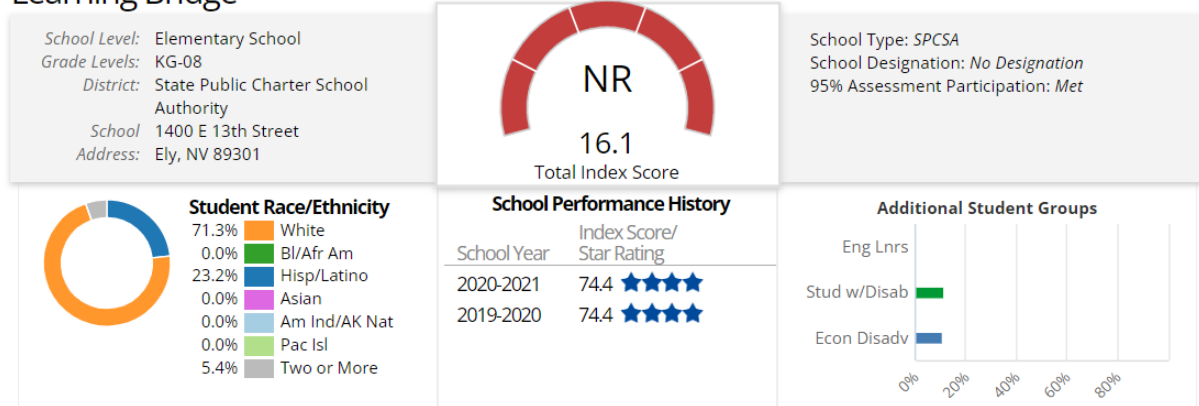 Learning Bridge
School Level: Elementary School
Grade Levels: KG-08
District: State Public Charter School
Authority
School 1400 E 13th Street
Address: Ely, NV 89301
NR
16.1
Total Index Score
School Type: SPCSA
School Designation: No Designation
95% Assessment Participation: Met
Student Race/Ethnicity
71.3% White
0.0% Bl/Afr Am
23.2% Hisp/Latino
0.0% Asian
0.0% Am Ind/AK Nat
0.0% Pac Isl
5.4% Two or More
School Performance History
Index Score/
School Year Star Rating
2020-2021 74.4
2019-2020 74.4
Additional Student Groups
Eng Lnrs
Stud w/Disab
Econ Disadv
0% 20% 40% 60% 80%